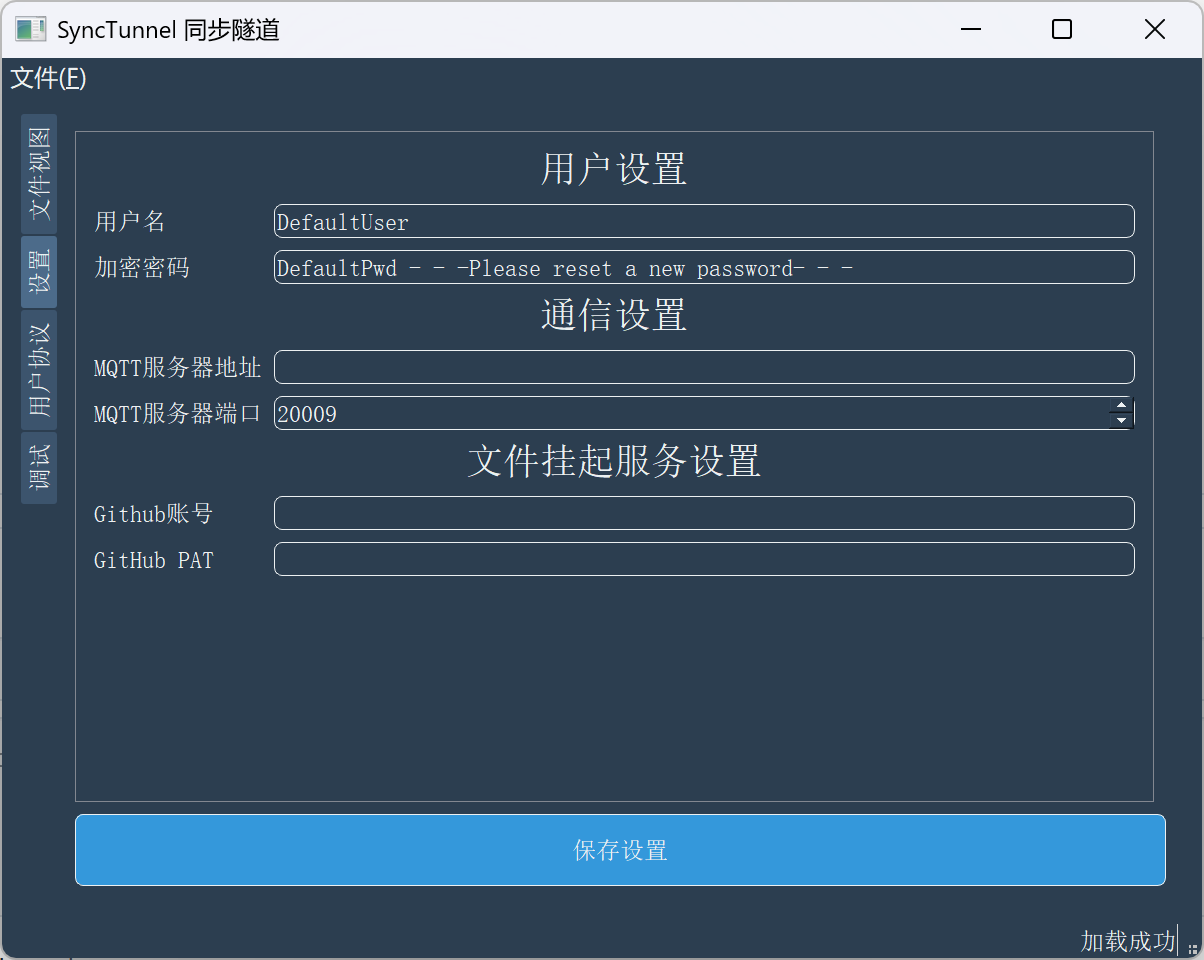 SyncTunnel 同步隧道
文件(F)
文件视图
设置
用户协议
调试
用户设置
用户名 DefaultUser
加密密码 DefaultPwd - - -Please reset a new password- - -
通信设置
MQTT服务器地址
MQTT服务器端口 20009
文件挂起服务设置
Github账号
GitHub PAT
保存设置
加载成功